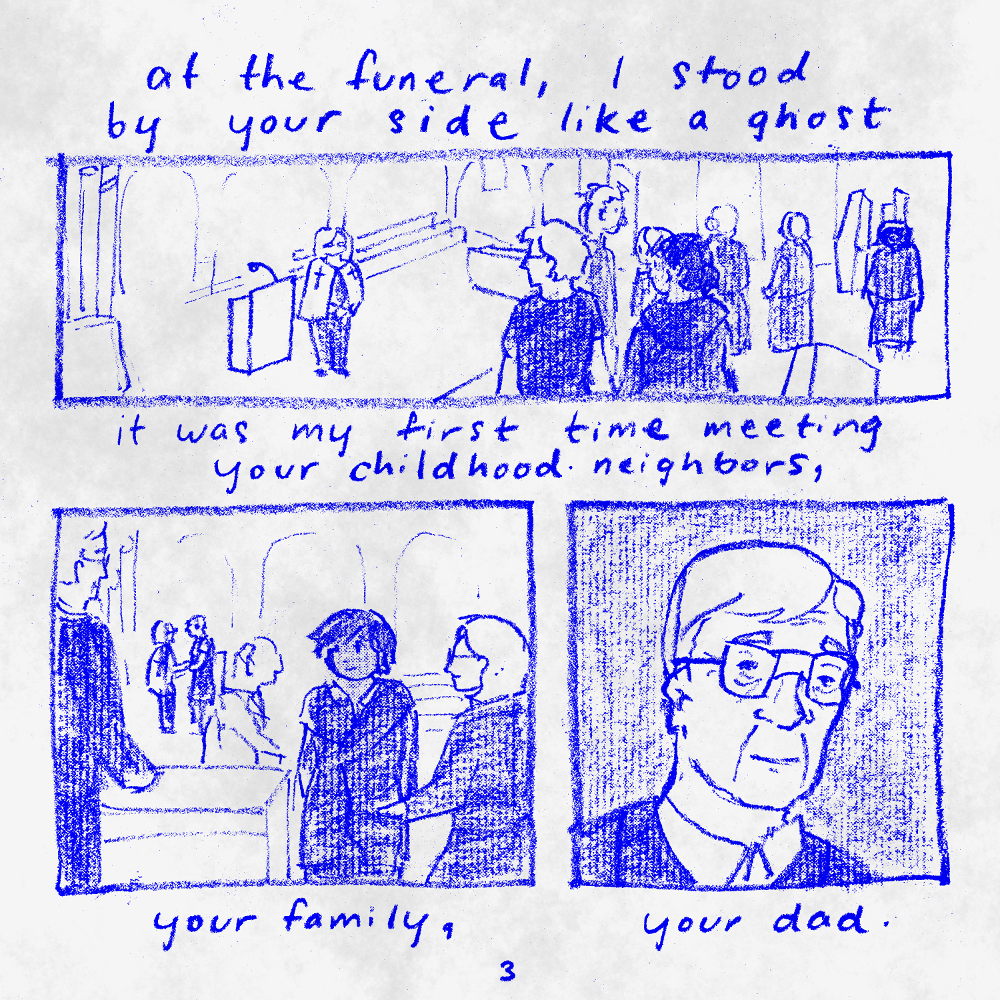 at the funeral, I stood
by your side like a ghost
it was my first time meeting
your childhood neighbors,
your family,
your dad.
3